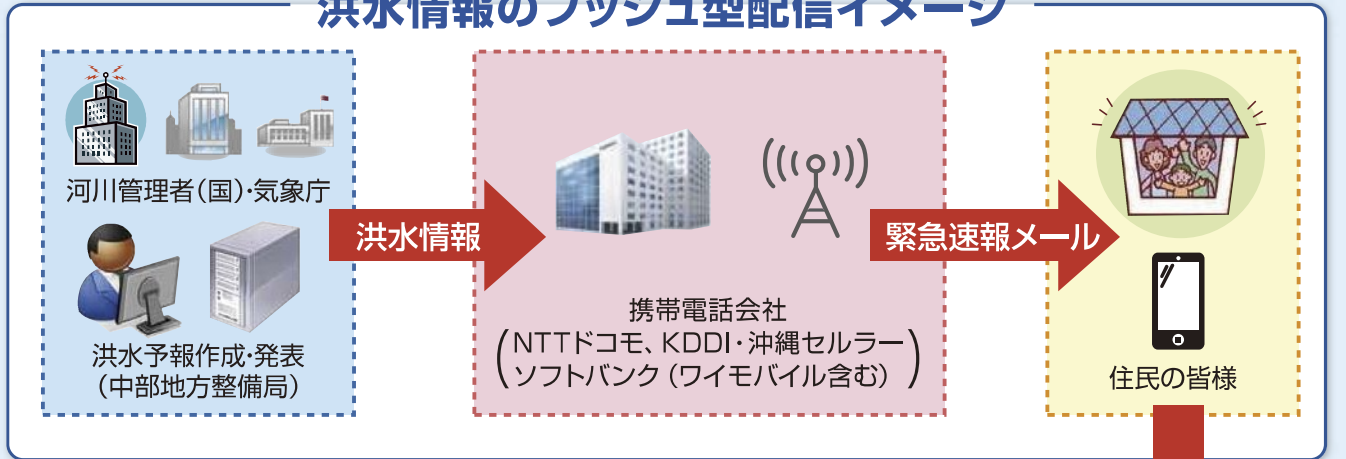 洪水情報のプッシュ型配信イメージ
河川管理者(国)・気象庁
洪水予報作成・発表
(中部地方整備局)
洪水情報
携帯電話会社
(NTTドコモ、KDDI・沖縄セルラー
ソフトバンク(ワイモバイル含む))
緊急速報メール
住民の皆様